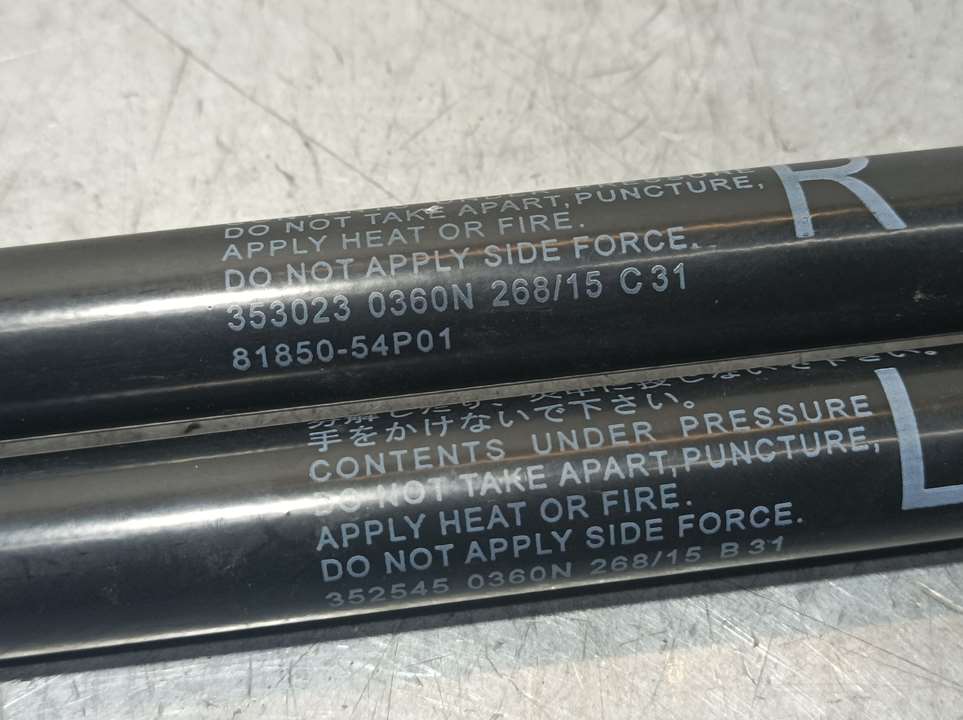 PRESSURE
DO NOT TAKE APART, PUNCTURE,
APPLY HEAT OR FIRE.
DO NOT APPLY SIDE FORCE.
353023 0360N 268/15 C 31
81850-54P01
R
手をかけないで下さい。
CONTENTS UNDER PRESSURE
DO NOT TAKE APART, PUNCTURE,
APPLY HEAT OR FIRE.
DO NOT APPLY SIDE FORCE.
352545 0360N 268/15 B 31
L